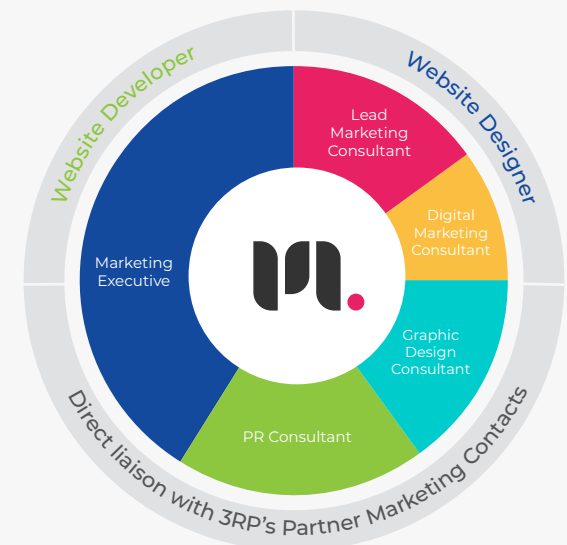 Website Developer
Website Designer
Lead
Marketing
Consultant
Digital
Marketing
Consultant
Marketing
Executive
Graphic
Design
Consultant
PR Consultant
Direct liaison with 3RP's Partner Marketing Contacts